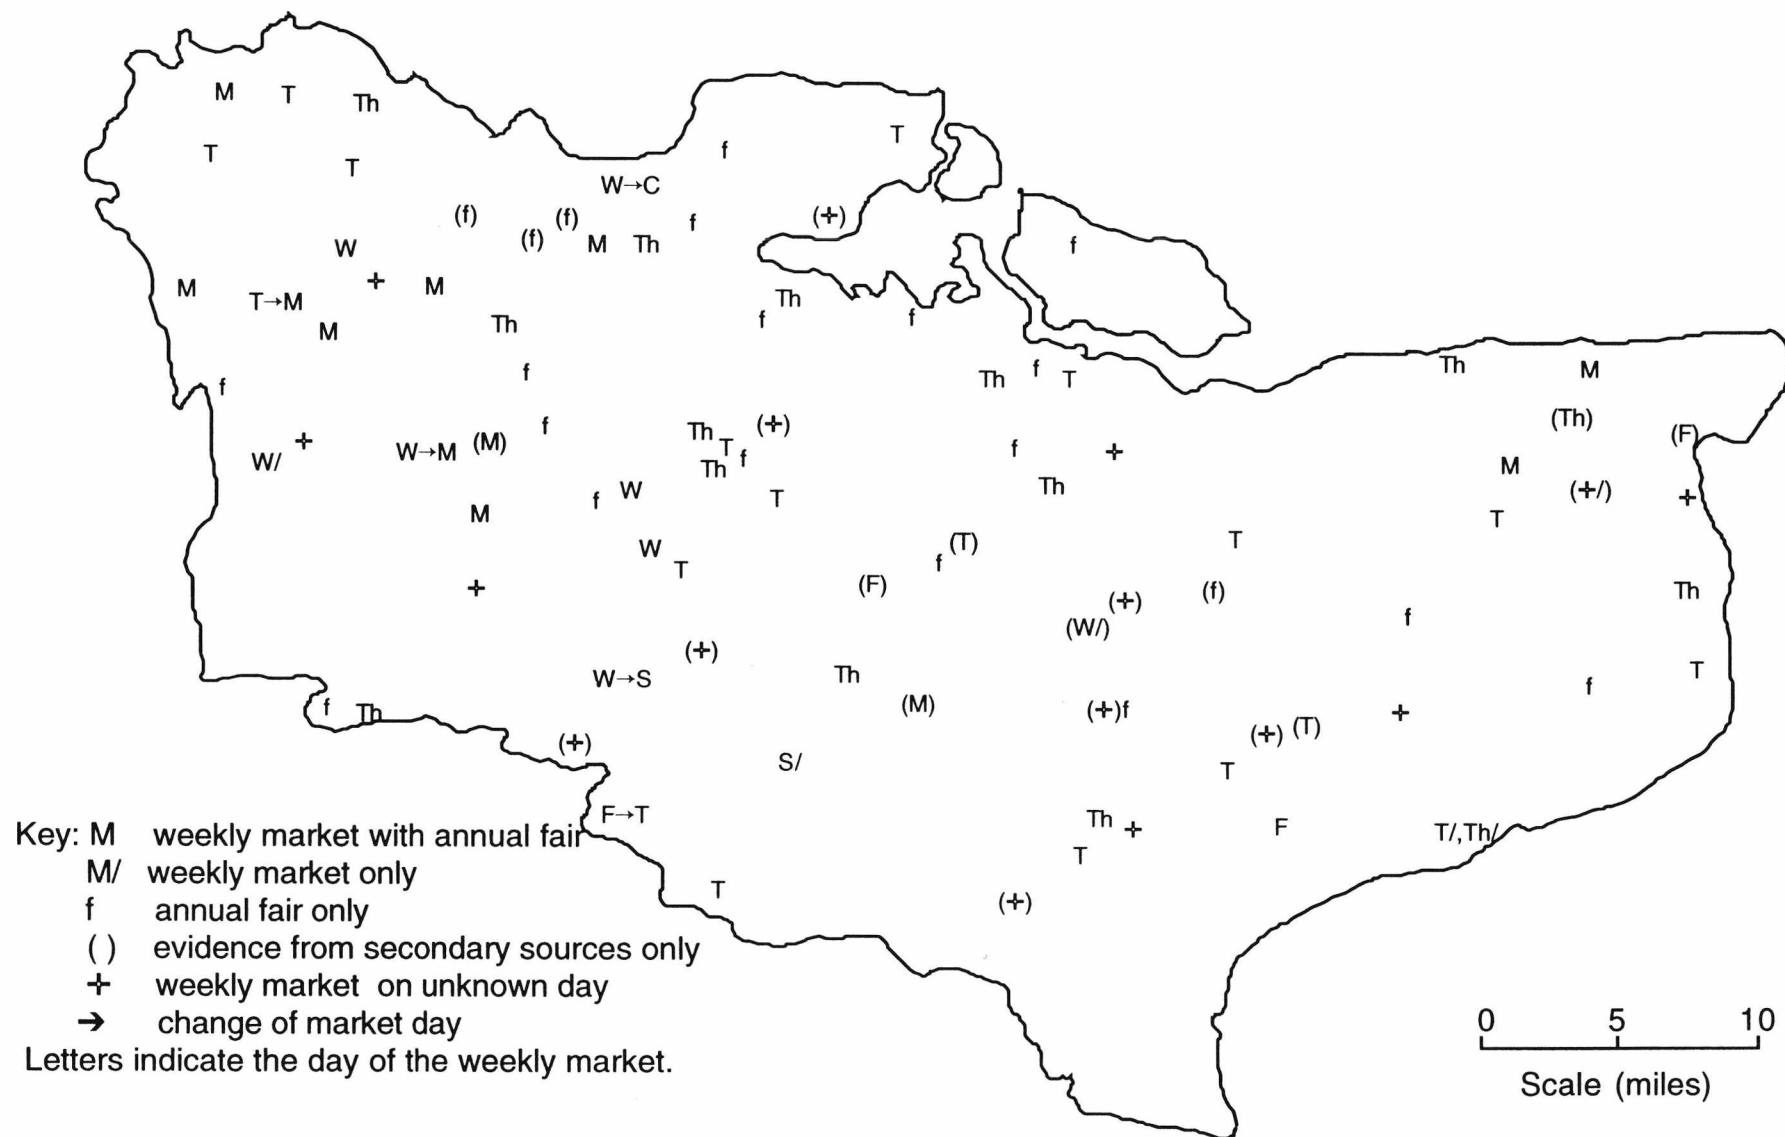 M T Th
T T
f T
W→C
(f) (f) (f) f (✢)
W M Th f
M T→M ✢ M
M Th Th f f
f f Th f T Th M
W/ ✢ W→M (M) f Th T (✢) f ✢ (Th) (F)
Th f M
M f W T Th (✢/) ✢
T
W T f (T) T
✢ (F) (✢) (f) Th
(W/) f
W→S (✢) Th T
f Th (M) (✢)f ✢ f
(✢) (✢) (T)
S/ T
F→T Th ✢ F T/,Th/
T
T (✢)
Key: M weekly market with annual fair
M/ weekly market only
f annual fair only
( ) evidence from secondary sources only
✢ weekly market on unknown day
➔ change of market day
Letters indicate the day of the weekly market.
0 5 10
Scale (miles)